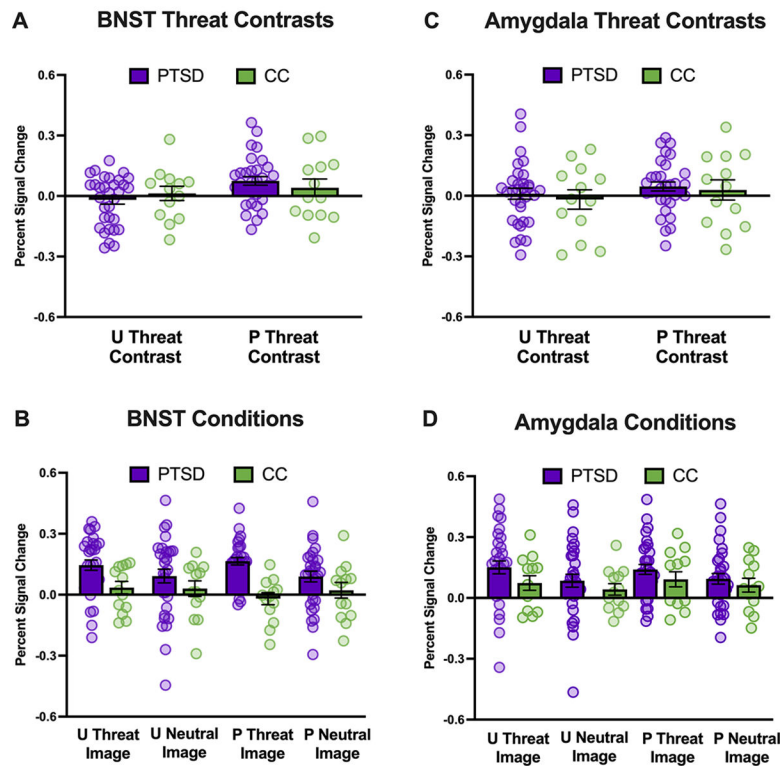 A
BNST Threat Contrasts
PTSD
CC
Percent Signal Change
0.6
0.3
0.0
-0.3
-0.6
U Threat
Contrast
P Threat
Contrast
C
Amygdala Threat Contrasts
PTSD
CC
Percent Signal Change
0.6
0.3
0.0
-0.3
-0.6
U Threat
Contrast
P Threat
Contrast
B
BNST Conditions
PTSD
CC
Percent Signal Change
0.6
0.3
0.0
-0.3
-0.6
U Threat
Image
U Neutral
Image
P Threat
Image
P Neutral
Image
D
Amygdala Conditions
PTSD
CC
Percent Signal Change
0.6
0.3
0.0
-0.3
-0.6
U Threat
Image
U Neutral
Image
P Threat
Image
P Neutral
Image